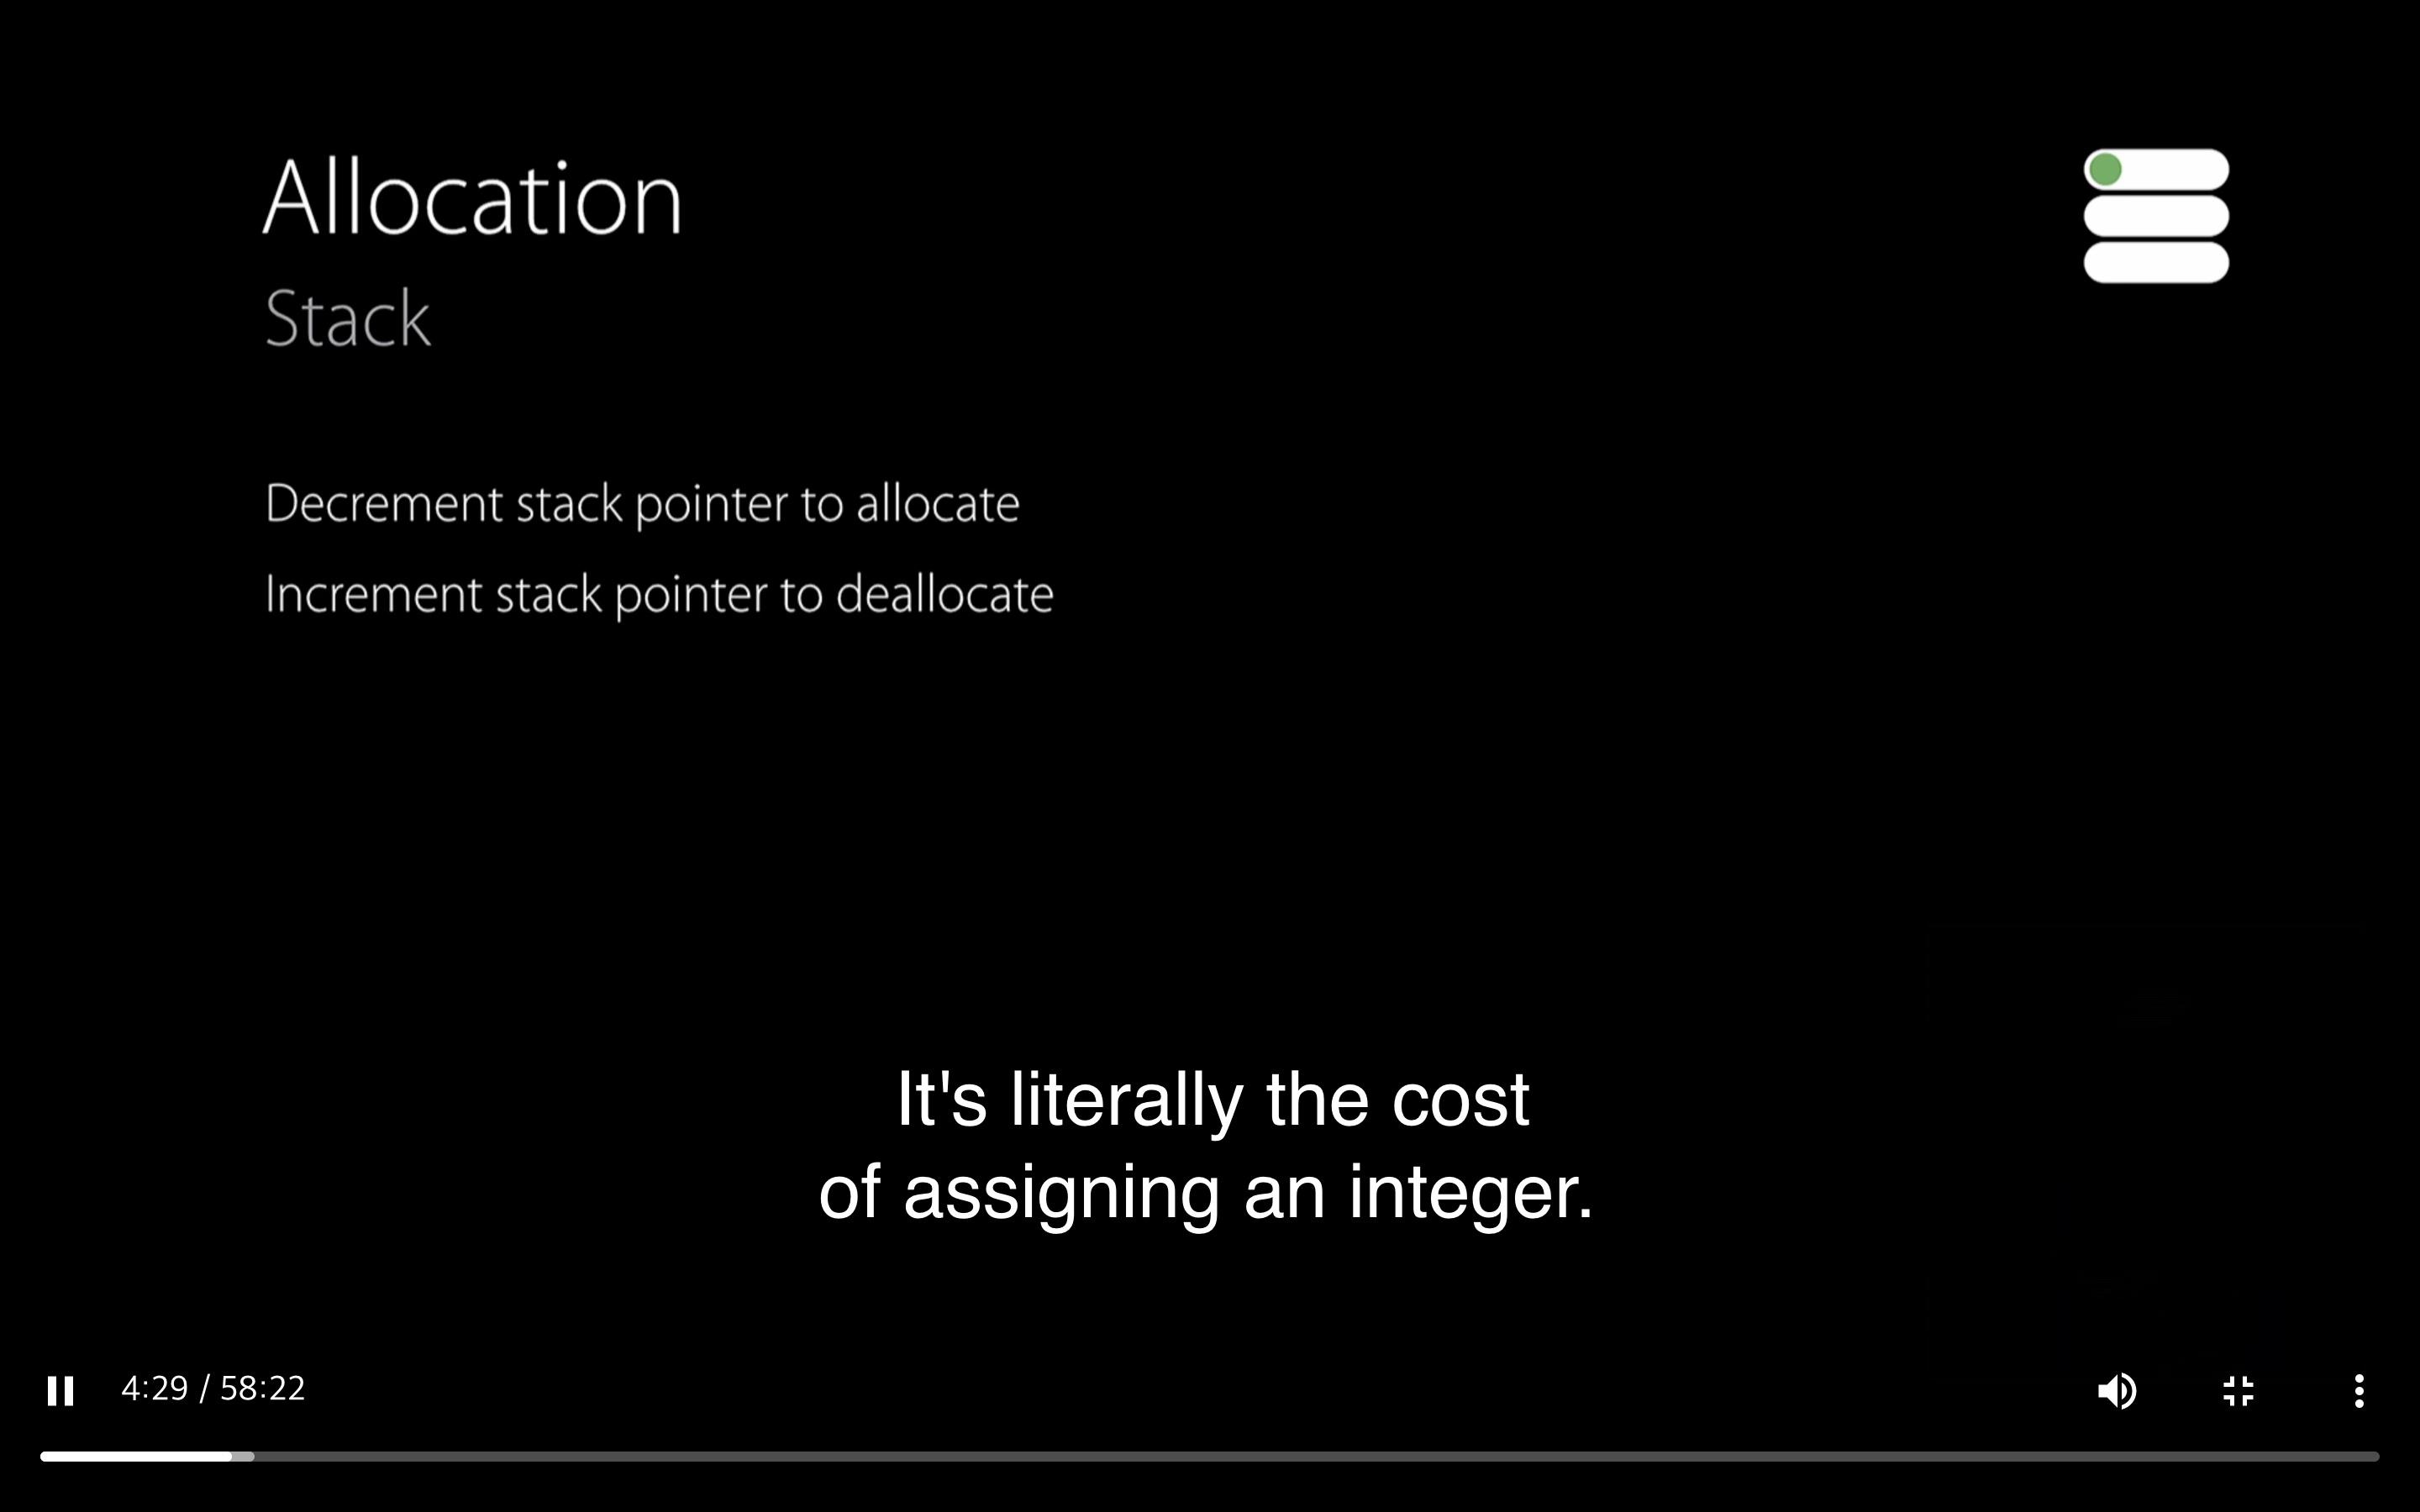 Allocation
Stack
Decrement stack pointer to allocate
Increment stack pointer to deallocate
It's literally the cost
of assigning an integer.
4:29 / 58:22